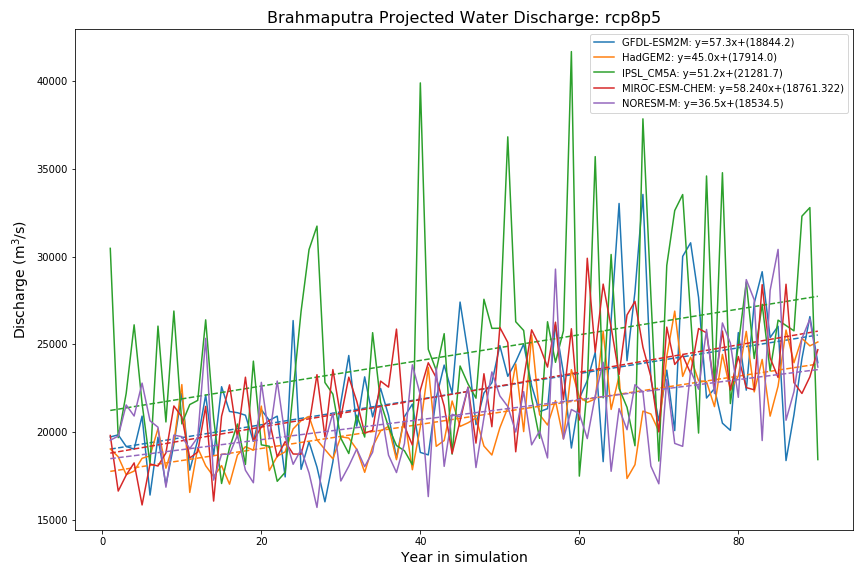 Brahmaputra Projected Water Discharge: rcp8p5
GFDL-ESM2M: y=57.3x+(18844.2)
HadGEM2: y=45.0x+(17914.0)
IPSL_CM5A: y=51.2x+(21281.7)
MIROC-ESM-CHEM: y=58.240x+(18761.322)
NORESM-M: y=36.5x+(18534.5)
Discharge (m³/s)
40000
35000
30000
25000
20000
15000
0 20 40 60 80
Year in simulation